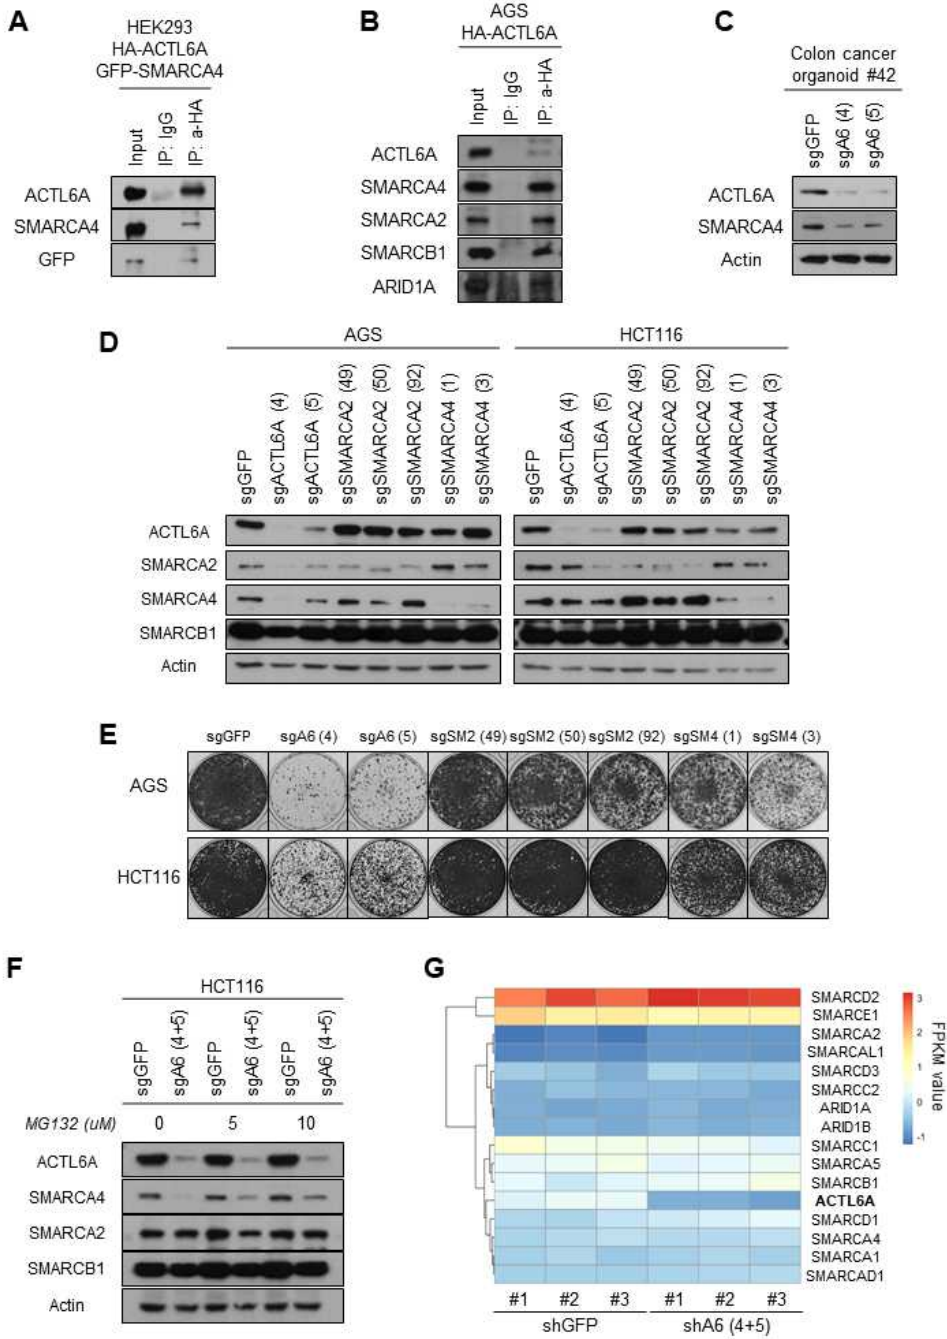 A
HEK293
HA-ACTL6A
GFP-SMARCA4
Input
IP: IgG
IP: a-HA
ACTL6A
SMARCA4
GFP
B
AGS
HA-ACTL6A
Input
IP: IgG
IP: a-HA
ACTL6A
SMARCA4
SMARCA2
SMARCB1
ARID1A
C
Colon cancer
organoid #42
sgGFP
sgA6 (4)
sgA6 (5)
ACTL6A
SMARCA4
Actin
D
AGS
HCT116
sgGFP
sgACTL6A (4)
sgACTL6A (5)
sgSMARCA2 (49)
sgSMARCA2 (50)
sgSMARCA2 (92)
sgSMARCA4 (1)
sgSMARCA4 (3)
sgGFP
sgACTL6A (4)
sgACTL6A (5)
sgSMARCA2 (49)
sgSMARCA2 (50)
sgSMARCA2 (92)
sgSMARCA4 (1)
sgSMARCA4 (3)
ACTL6A
SMARCA2
SMARCA4
SMARCB1
Actin
E
sgGFP sgA6 (4) sgA6 (5) sgSM2 (49) sgSM2 (50) sgSM2 (92) sgSM4 (1) sgSM4 (3)
AGS
HCT116
F
HCT116
sgGFP
sgA6 (4+5)
sgGFP
sgA6 (4+5)
sgGFP
sgA6 (4+5)
MG132 (uM) 0 5 10
ACTL6A
SMARCA4
SMARCA2
SMARCB1
Actin
G
SMARCD2
SMARCE1
SMARCA2
SMARCAL1
SMARCD3
SMARCC2
ARID1A
ARID1B
SMARCC1
SMARCA5
SMARCB1
ACTL6A
SMARCD1
SMARCA4
SMARCA1
SMARCAD1
3
2
1
0
-1
FPKM value
#1 #2 #3 #1 #2 #3
shGFP shA6 (4+5)